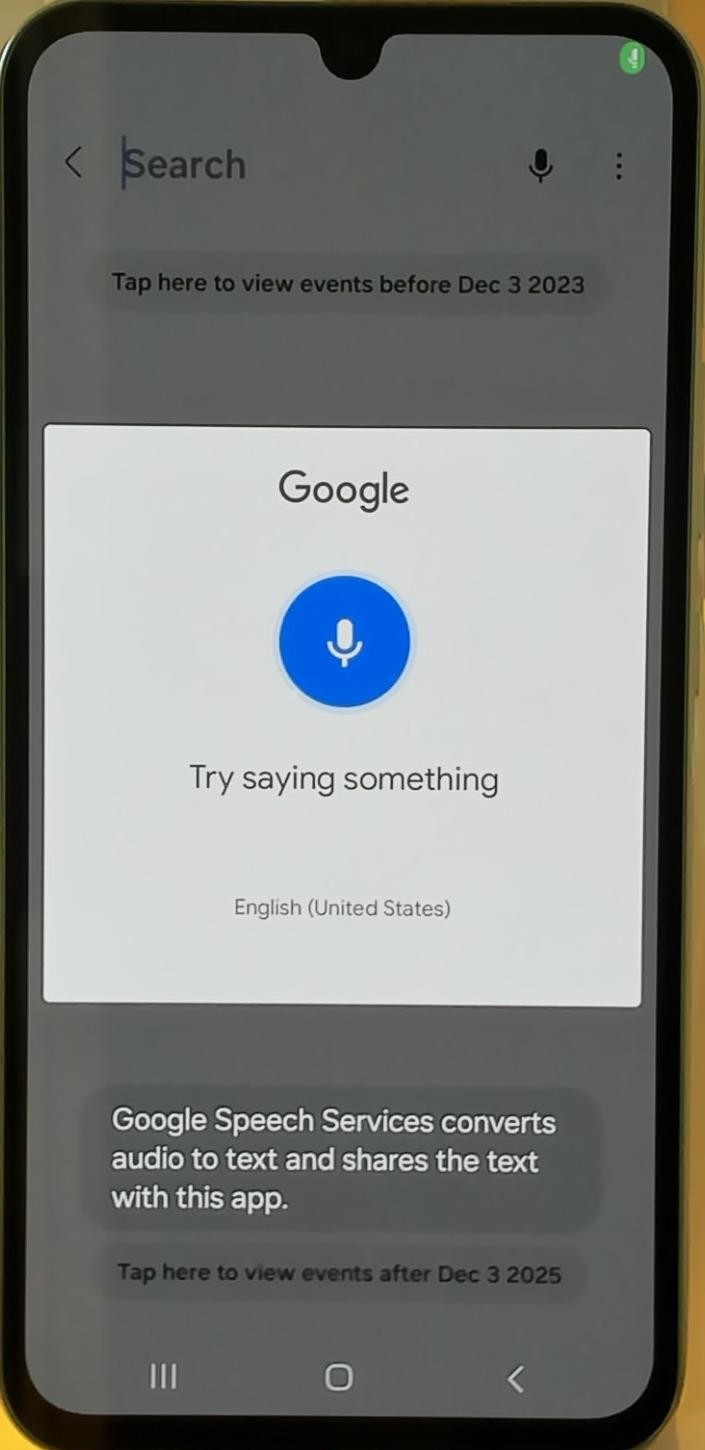 Search
Tap here to view events before Dec 3 2023
Google
Try saying something
English (United States)
Google Speech Services converts
audio to text and shares the text
with this app.
Tap here to view events after Dec 3 2025